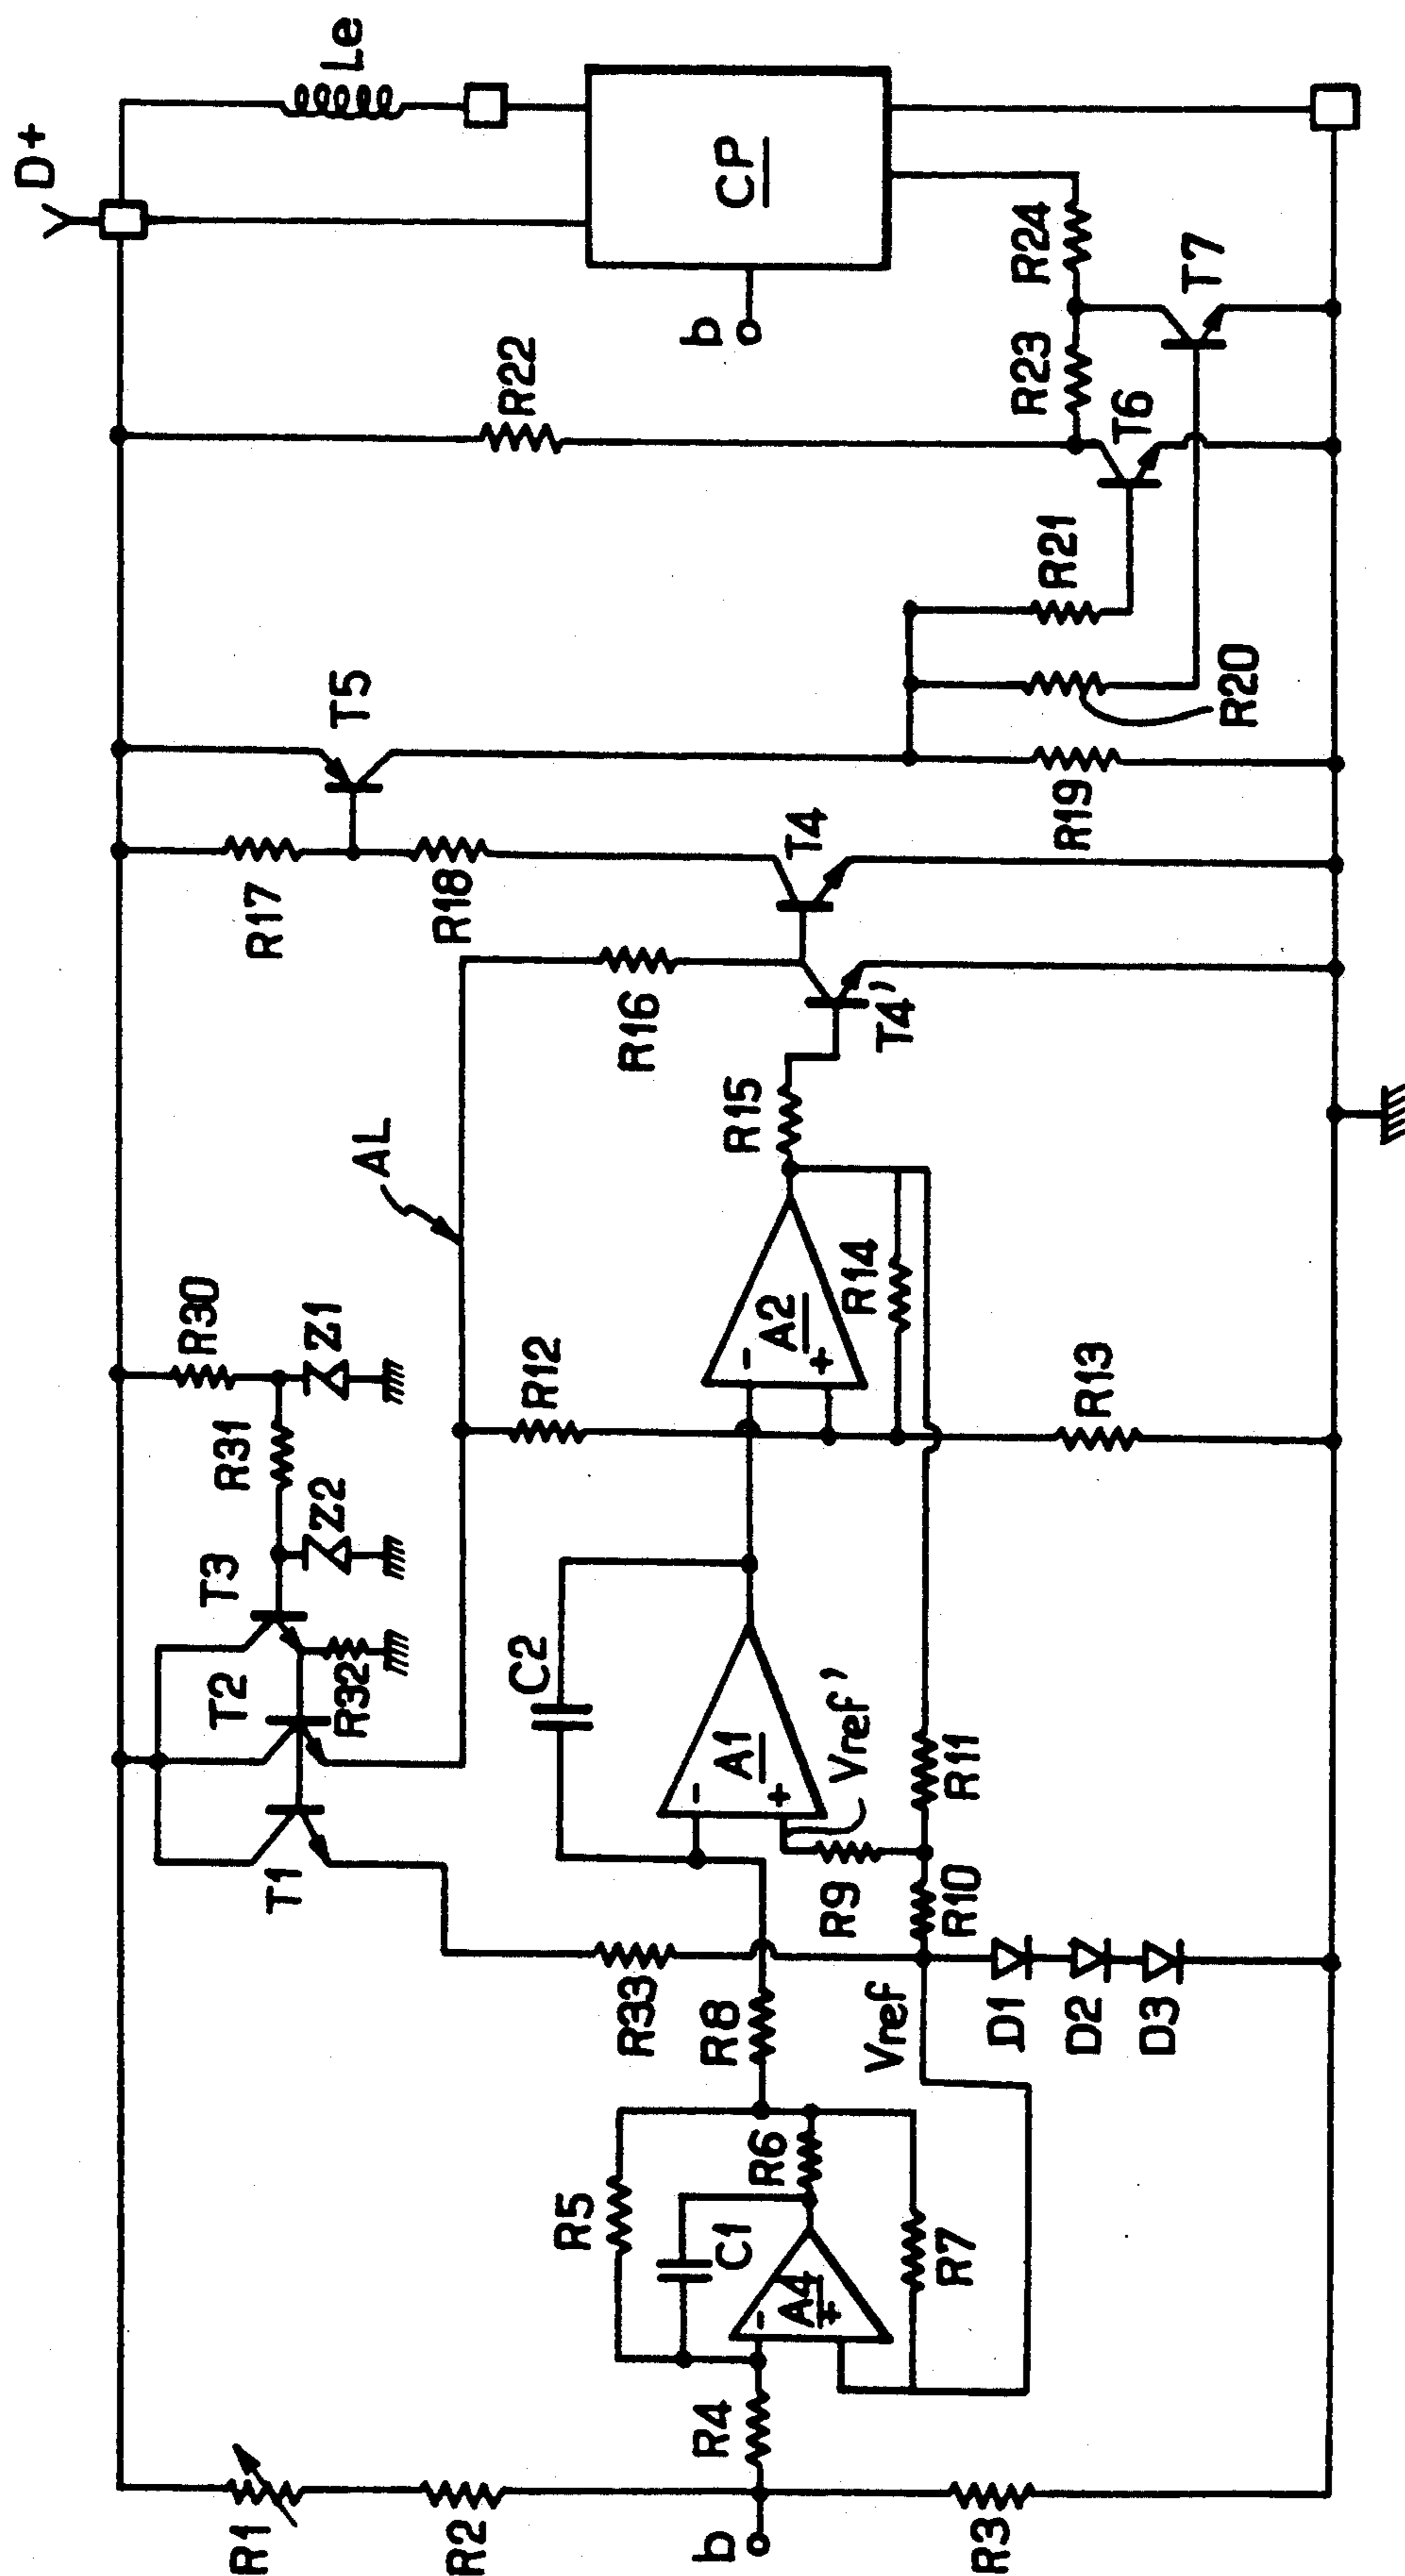 D+
Le
CP
b
R24
R23
R22
T7
T6
R21
R20
T5
R19
T4
R17
R18
R16
T4'
R15
AL
R30
Z1
R12
A2
-
+
R14
R13
R31
Z2
T3
T2
R32
C2
A1
-
+
Vref'
R11
T1
R9
R10
R33
R8
Vref
D1
D2
D3
R5
R6
C1
A4
-
+
R7
R4
R1
R2
b
R3